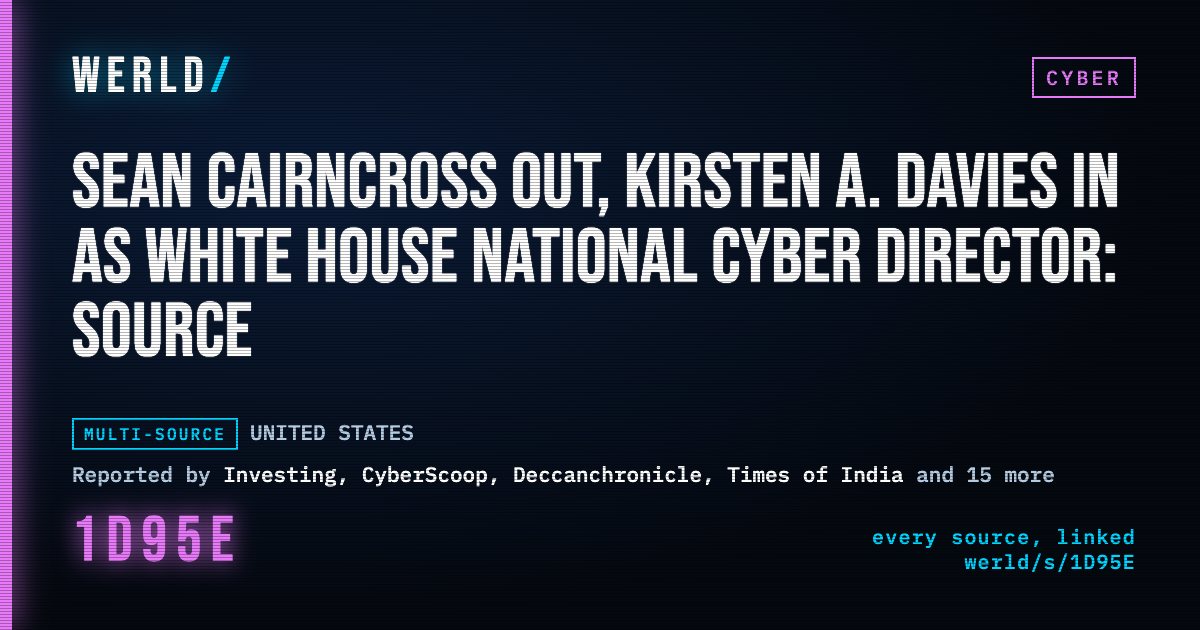 WERLD/
CYBER
SEAN CAIRNCROSS OUT, KIRSTEN A. DAVIES IN
AS WHITE HOUSE NATIONAL CYBER DIRECTOR:
SOURCE
MULTI-SOURCE UNITED STATES
Reported by Investing, CyberScoop, Deccanchronicle, Times of India and 15 more
1D95E
every source, linked
werld/s/1D95E